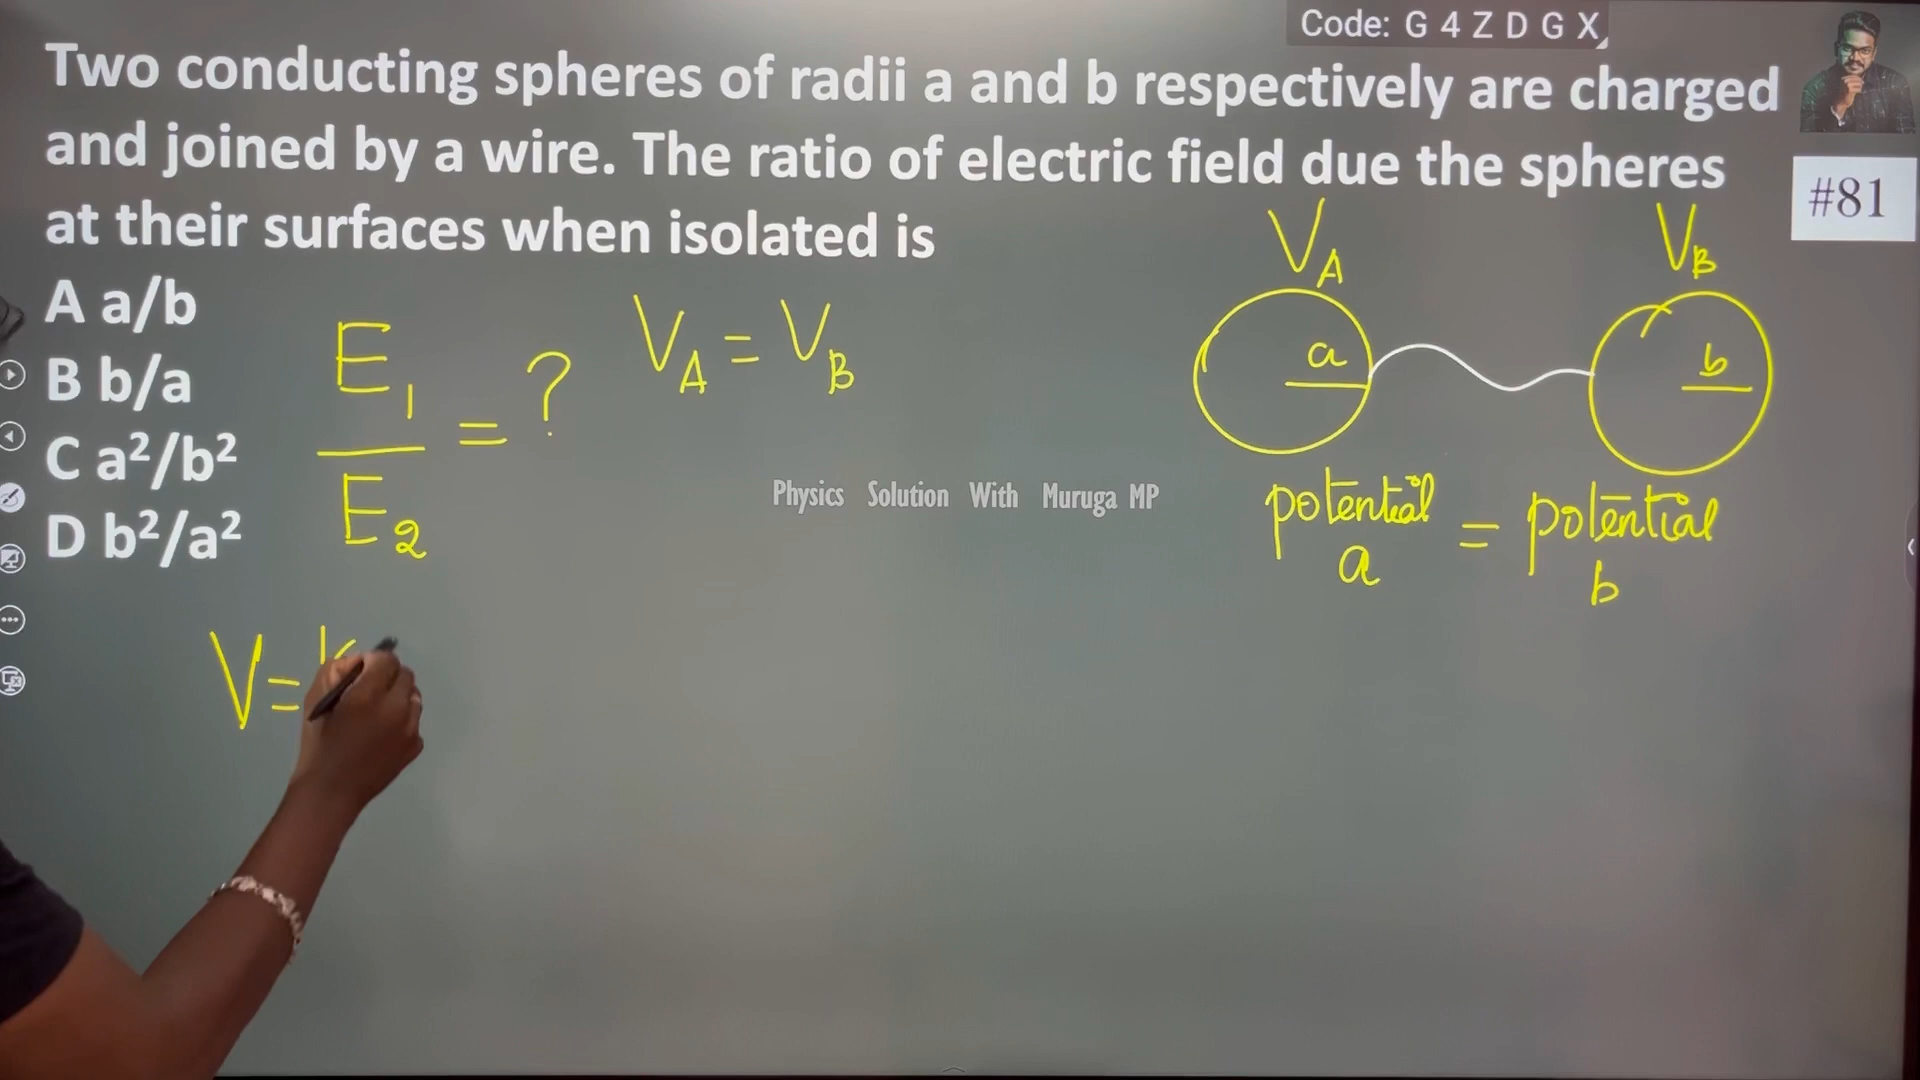 Code: G 4 Z D G X
Two conducting spheres of radii a and b respectively are charged
and joined by a wire. The ratio of electric field due the spheres
at their surfaces when isolated is
#81
A a/b
B b/a
C a²/b²
D b²/a²
E₁/E₂ = ?
V_A = V_B
V_A
V_B
a
b
potential a = potential b
Physics Solution With Muruga MP
V = k